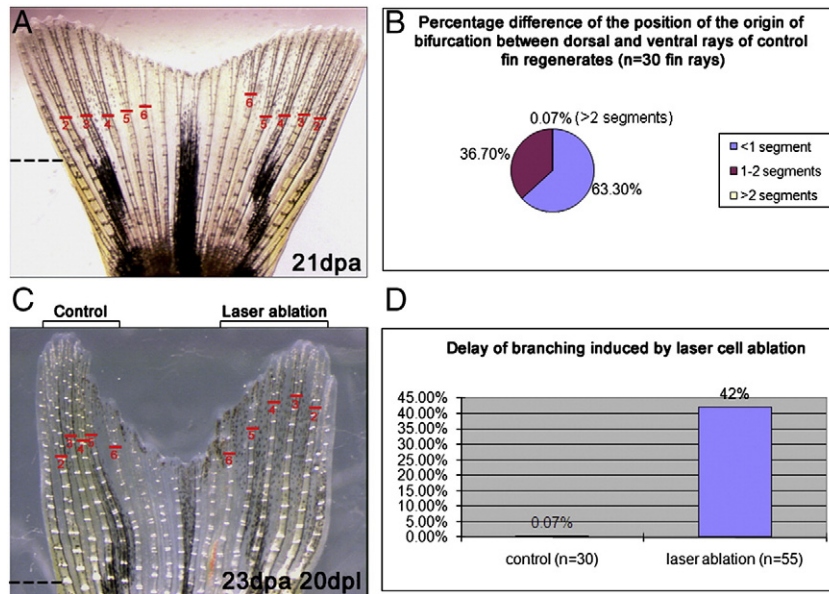 A
2
3
4
5
6
6
5
4
3
2
21dpa
B
Percentage difference of the position of the origin of
bifurcation between dorsal and ventral rays of control
fin regenerates (n=30 fin rays)
0.07% (>2 segments)
36.70%
63.30%
<1 segment
1-2 segments
>2 segments
C
Control
Laser ablation
2
3
4
5
6
6
5
4
3
2
23dpa 20dpl
D
Delay of branching induced by laser cell ablation
45.00%
40.00%
35.00%
30.00%
25.00%
20.00%
15.00%
10.00%
5.00%
0.00%
42%
0.07%
control (n=30)
laser ablation (n=55)